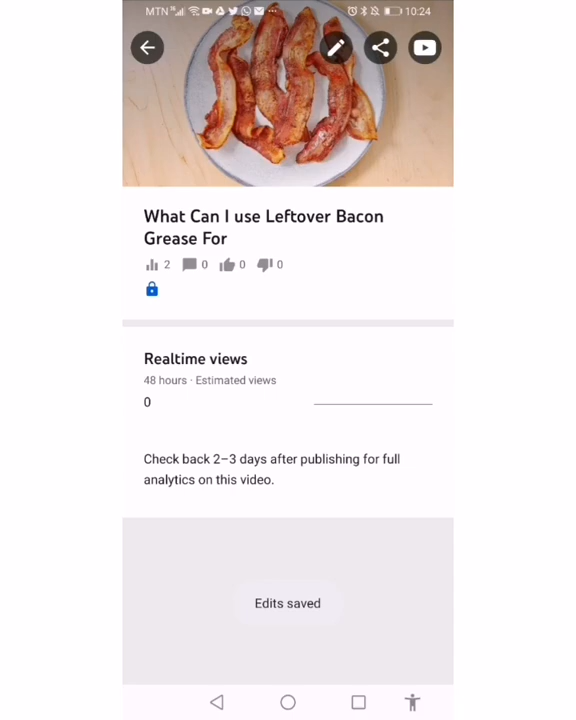 MTN 10:24
What Can I use Leftover Bacon
Grease For
2 0 0 0
Realtime views
48 hours · Estimated views
0
Check back 2–3 days after publishing for full
analytics on this video.
Edits saved